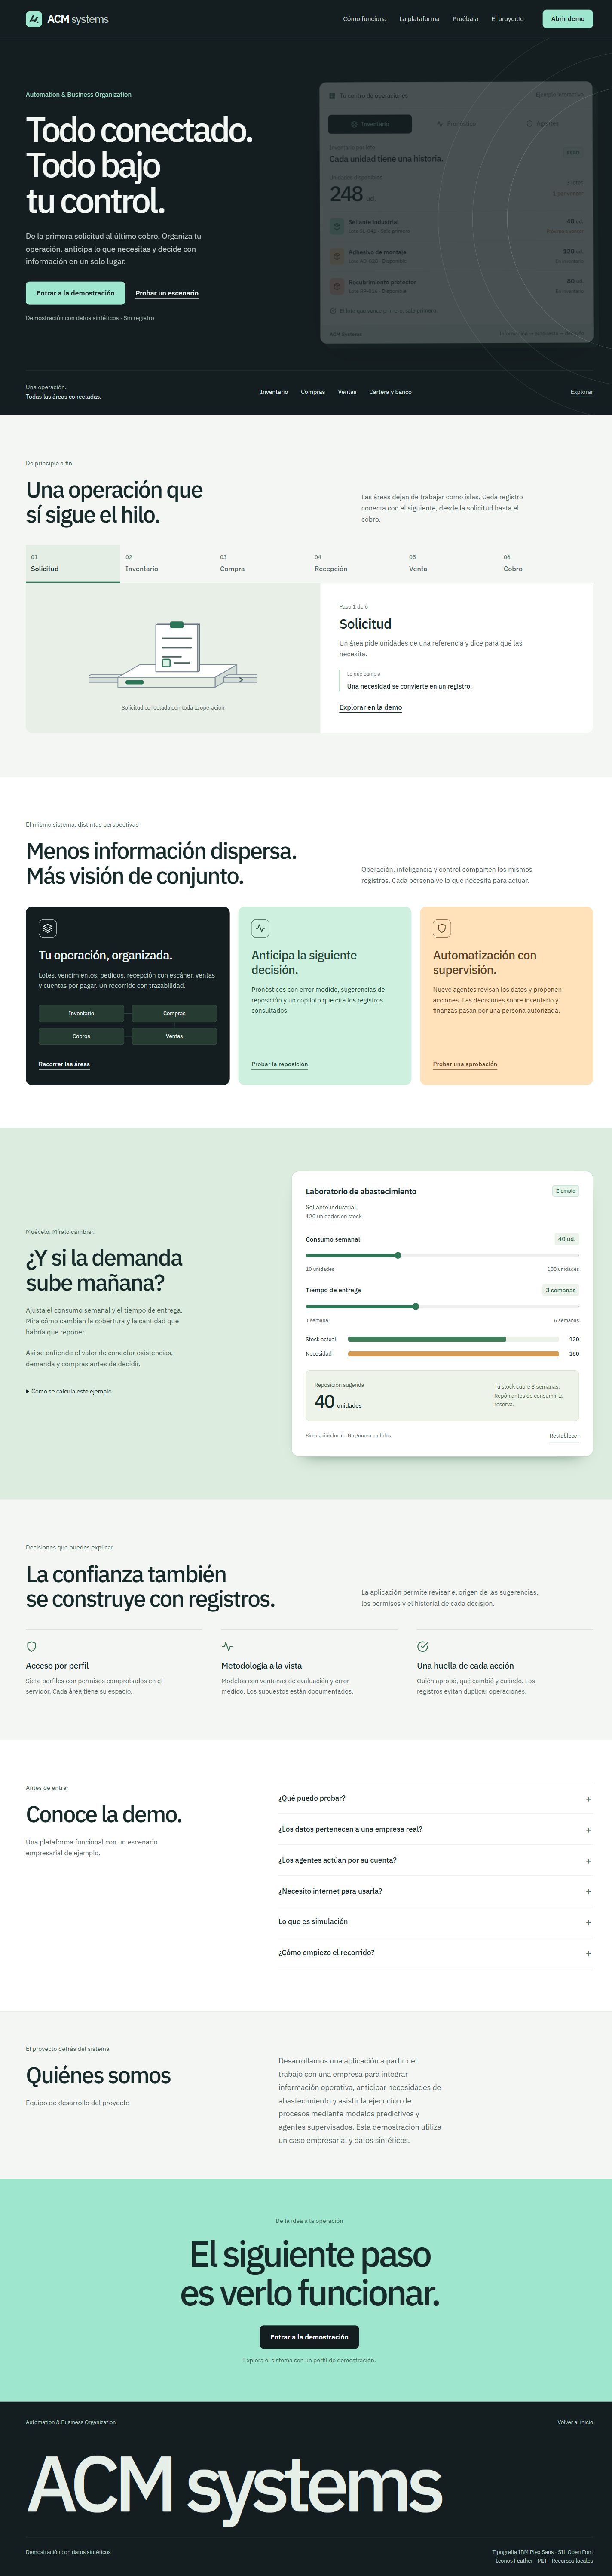 ACM systems
Cómo funciona
La plataforma
Pruébala
El proyecto
Abrir demo
Automation & Business Organization
Todo conectado.
Todo bajo
tu control.
De la primera solicitud al último cobro. Organiza tu
operación, anticipa lo que necesitas y decide con
información en un solo lugar.
Entrar a la demostración
Probar un escenario
Demostración con datos sintéticos · Sin registro
Tu centro de operaciones
Ejemplo interactivo
Inventario
Agentes
Cada unidad tiene una historia.
248 ud.
Sellante industrial
48 ud.
Adhesivo de montaje
120 ud.
Recubrimiento protector
80 ud.
ACM Systems
Una operación.
Todas las áreas conectadas.
Inventario
Compras
Ventas
Cartera y banco
Explorar
De principio a fin
Una operación que
sí sigue el hilo.
Las áreas dejan de trabajar como islas. Cada registro
conecta con el siguiente, desde la solicitud hasta el
cobro.
01
Solicitud
02
Inventario
03
Compra
04
Recepción
05
Venta
06
Cobro
Solicitud conectada con toda la operación
Paso 1 de 6
Solicitud
Un área pide unidades de una referencia y dice para qué las
necesita.
Lo que cambia
Una necesidad se convierte en un registro.
Explorar en la demo
El mismo sistema, distintas perspectivas
Menos información dispersa.
Más visión de conjunto.
Operación, inteligencia y control comparten los mismos
registros. Cada persona ve lo que necesita para actuar.
Tu operación, organizada.
Lotes, vencimientos, pedidos, recepción con escáner, ventas
y cuentas por pagar. Un recorrido con trazabilidad.
Inventario
Compras
Cobros
Ventas
Recorrer las áreas
Anticipa la siguiente
decisión.
Pronósticos con error medido, sugerencias de
reposición y un copiloto que cita los registros
consultados.
Probar la reposición
Automatización con
supervisión.
Nueve agentes revisan los datos y proponen
acciones. Las decisiones sobre inventario y
finanzas pasan por una persona autorizada.
Probar una aprobación
Muévelo. Míralo cambiar.
¿Y si la demanda
sube mañana?
Ajusta el consumo semanal y el tiempo de entrega.
Mira cómo cambian la cobertura y la cantidad que
habría que reponer.
Así se entiende el valor de conectar existencias,
demanda y compras antes de decidir.
Cómo se calcula este ejemplo
Laboratorio de abastecimiento
Ejemplo
Sellante industrial
120 unidades en stock
Consumo semanal
40 ud.
10 unidades
100 unidades
Tiempo de entrega
3 semanas
1 semana
6 semanas
Stock actual
120
Necesidad
160
Reposición sugerida
40 unidades
Tu stock cubre 3 semanas.
Repón antes de consumir la
reserva.
Simulación local · No genera pedidos
Restablecer
Decisiones que puedes explicar
La confianza también
se construye con registros.
La aplicación permite revisar el origen de las sugerencias,
los permisos y el historial de cada decisión.
Acceso por perfil
Siete perfiles con permisos comprobados en el
servidor. Cada área tiene su espacio.
Metodología a la vista
Modelos con ventanas de evaluación y error
medido. Los supuestos están documentados.
Una huella de cada acción
Quién aprobó, qué cambió y cuándo. Los
registros evitan duplicar operaciones.
Antes de entrar
Conoce la demo.
Una plataforma funcional con un escenario
empresarial de ejemplo.
¿Qué puedo probar?
+
¿Los datos pertenecen a una empresa real?
+
¿Los agentes actúan por su cuenta?
+
¿Necesito internet para usarla?
+
Lo que es simulación
+
¿Cómo empiezo el recorrido?
+
El proyecto detrás del sistema
Quiénes somos
Equipo de desarrollo del proyecto
Desarrollamos una aplicación a partir del
trabajo con una empresa para integrar
información operativa, anticipar necesidades de
abastecimiento y asistir la ejecución de
procesos mediante modelos predictivos y
agentes supervisados. Esta demostración utiliza
un caso empresarial y datos sintéticos.
De la idea a la operación
El siguiente paso
es verlo funcionar.
Entrar a la demostración
Explora el sistema con un perfil de demostración.
Automation & Business Organization
Volver al inicio
ACM systems
Demostración con datos sintéticos
Tipografía IBM Plex Sans · SIL Open Font
Íconos Feather · MIT · Recursos locales